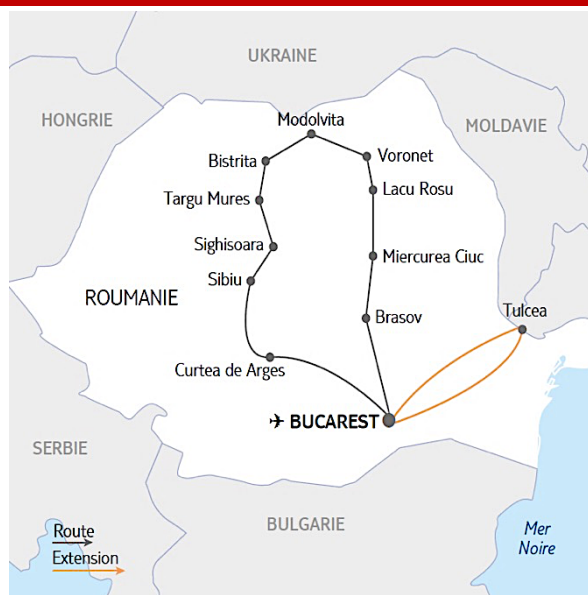 UKRAINE
HONGRIE
Modolvita
MOLDAVIE
Bistrita
Voronet
Targu Mures
Lacu Rosu
Sighisoara
Miercurea Ciuc
Sibiu
ROUMANIE
Brasov
Tulcea
Curtea de Arges
BUCAREST
SERBIE
BULGARIE
Mer
Noire
Route
Extension